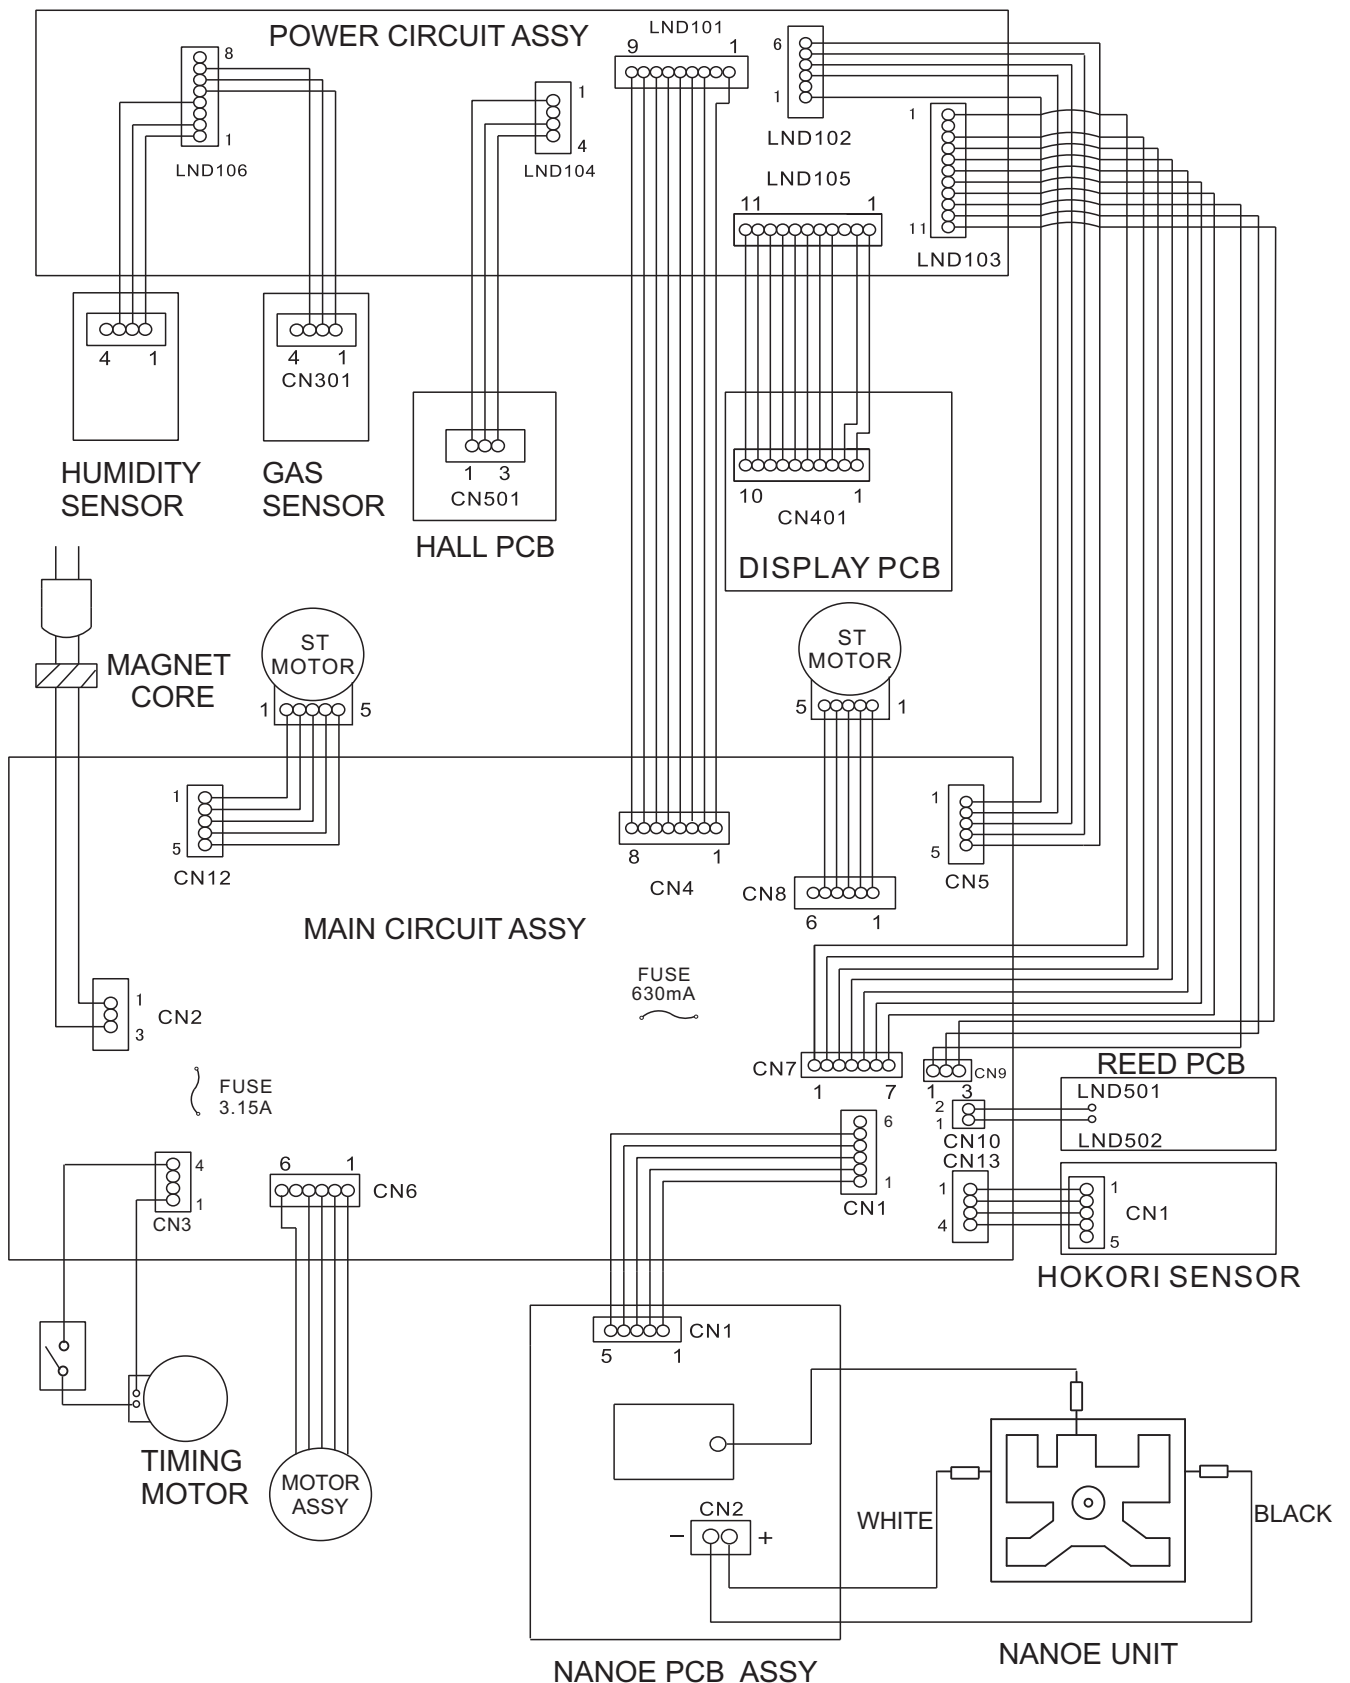 POWER CIRCUIT ASSY
LND101
9 1
6
1
LND102
8
1
LND106
1
4
LND104
LND105
11 1
1
11
LND103
4 1
HUMIDITY
SENSOR
4 1
CN301
GAS
SENSOR
1 3
CN501
HALL PCB
10 1
CN401
DISPLAY PCB
MAGNET
CORE
ST
MOTOR
1 5
ST
MOTOR
5 1
1
5
CN12
8 1
CN4
CN8
6 1
1
5
CN5
MAIN CIRCUIT ASSY
FUSE
630mA
1
3
CN2
FUSE
3.15A
CN7
1 7
CN9
1 3
REED PCB
LND501
LND502
2
1
CN10
CN13
1
4
1
5
CN1
HOKORI SENSOR
6
1
CN1
4
1
CN3
6 1
CN6
TIMING
MOTOR
MOTOR
ASSY
CN1
5 1
CN2
− +
WHITE
BLACK
NANOE UNIT
NANOE PCB ASSY